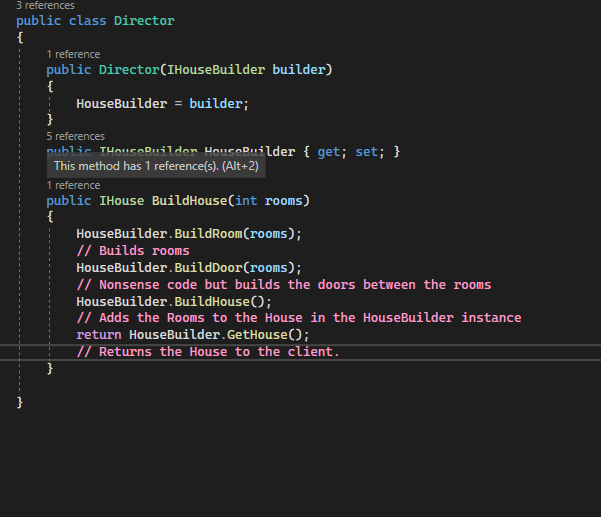 3 references
public class Director
{
1 reference
public Director(IHouseBuilder builder)
{
HouseBuilder = builder;
}
5 references
public IHouseBuilder HouseBuilder { get; set; }
This method has 1 reference(s). (Alt+2)
1 reference
public IHouse BuildHouse(int rooms)
{
HouseBuilder.BuildRoom(rooms);
// Builds rooms
HouseBuilder.BuildDoor(rooms);
// Nonsense code but builds the doors between the rooms
HouseBuilder.BuildHouse();
// Adds the Rooms to the House in the HouseBuilder instance
return HouseBuilder.GetHouse();
// Returns the House to the client.
}
}